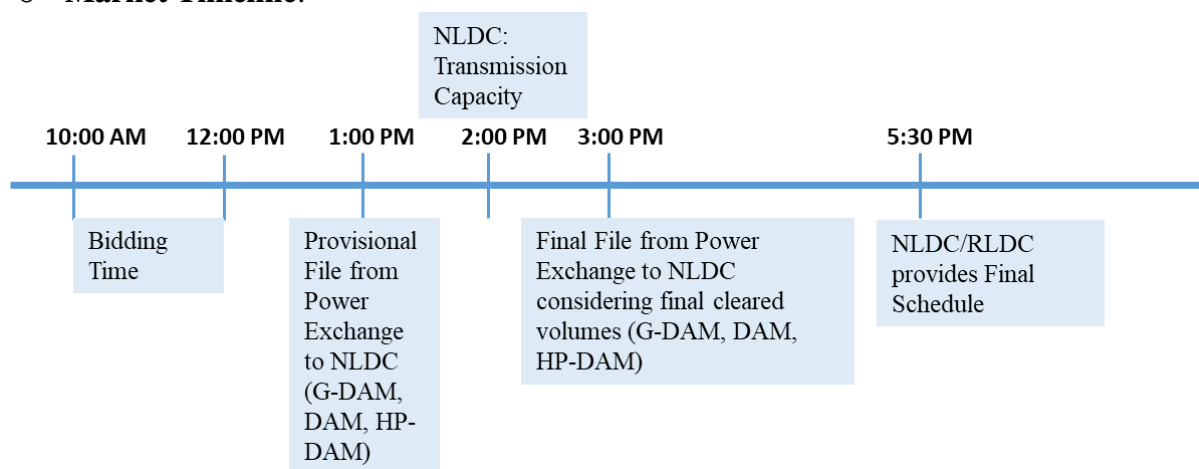 Market Timeline:
NLDC:
Transmission
Capacity
10:00 AM
12:00 PM
1:00 PM
2:00 PM
3:00 PM
5:30 PM
Bidding
Time
Provisional
File from
Power
Exchange
to NLDC
(G-DAM,
DAM, HP-
DAM)
Final File from Power
Exchange to NLDC
considering final cleared
volumes (G-DAM, DAM,
HP-DAM)
NLDC/RLDC
provides Final
Schedule